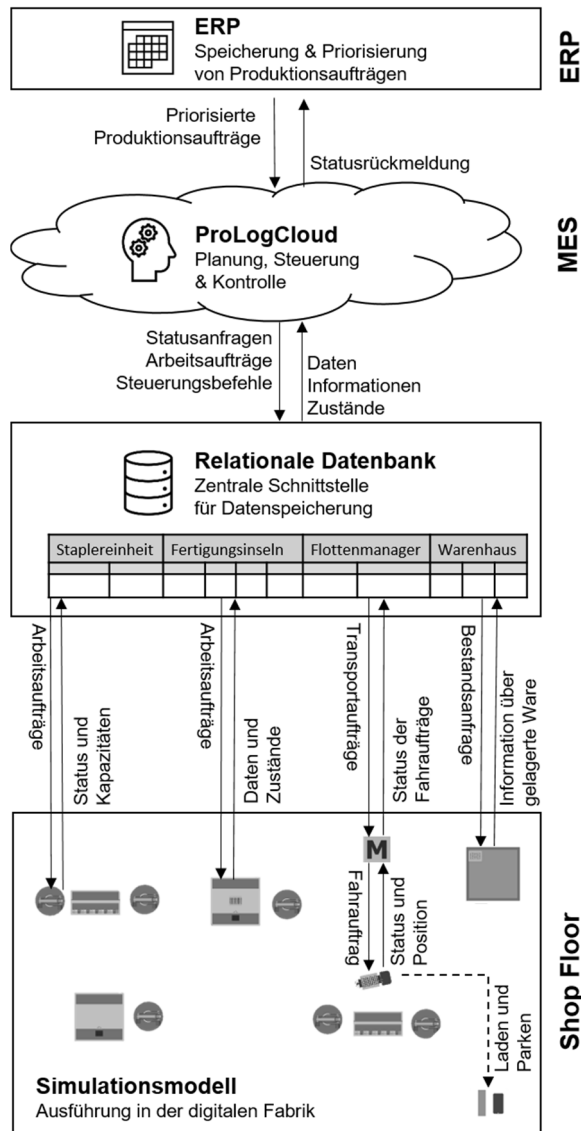 ERP
Speicherung & Priorisierung
von Produktionsaufträgen
ERP
Priorisierte
Produktionsaufträge
Statusrückmeldung
ProLogCloud
Planung, Steuerung
& Kontrolle
MES
Statusanfragen
Arbeitsaufträge
Steuerungsbefehle
Daten
Informationen
Zustände
Relationale Datenbank
Zentrale Schnittstelle
für Datenspeicherung
Staplereinheit Fertigungsinseln Flottenmanager Warenhaus
Arbeitsaufträge
Status und
Kapazitäten
Arbeitsaufträge
Daten und
Zustände
Transportaufträge
Status der
Fahraufträge
Bestandsanfrage
Information über
gelagerte Ware
M
Fahrauftrag
Status und
Position
Laden und
Parken
Simulationsmodell
Ausführung in der digitalen Fabrik
Shop Floor